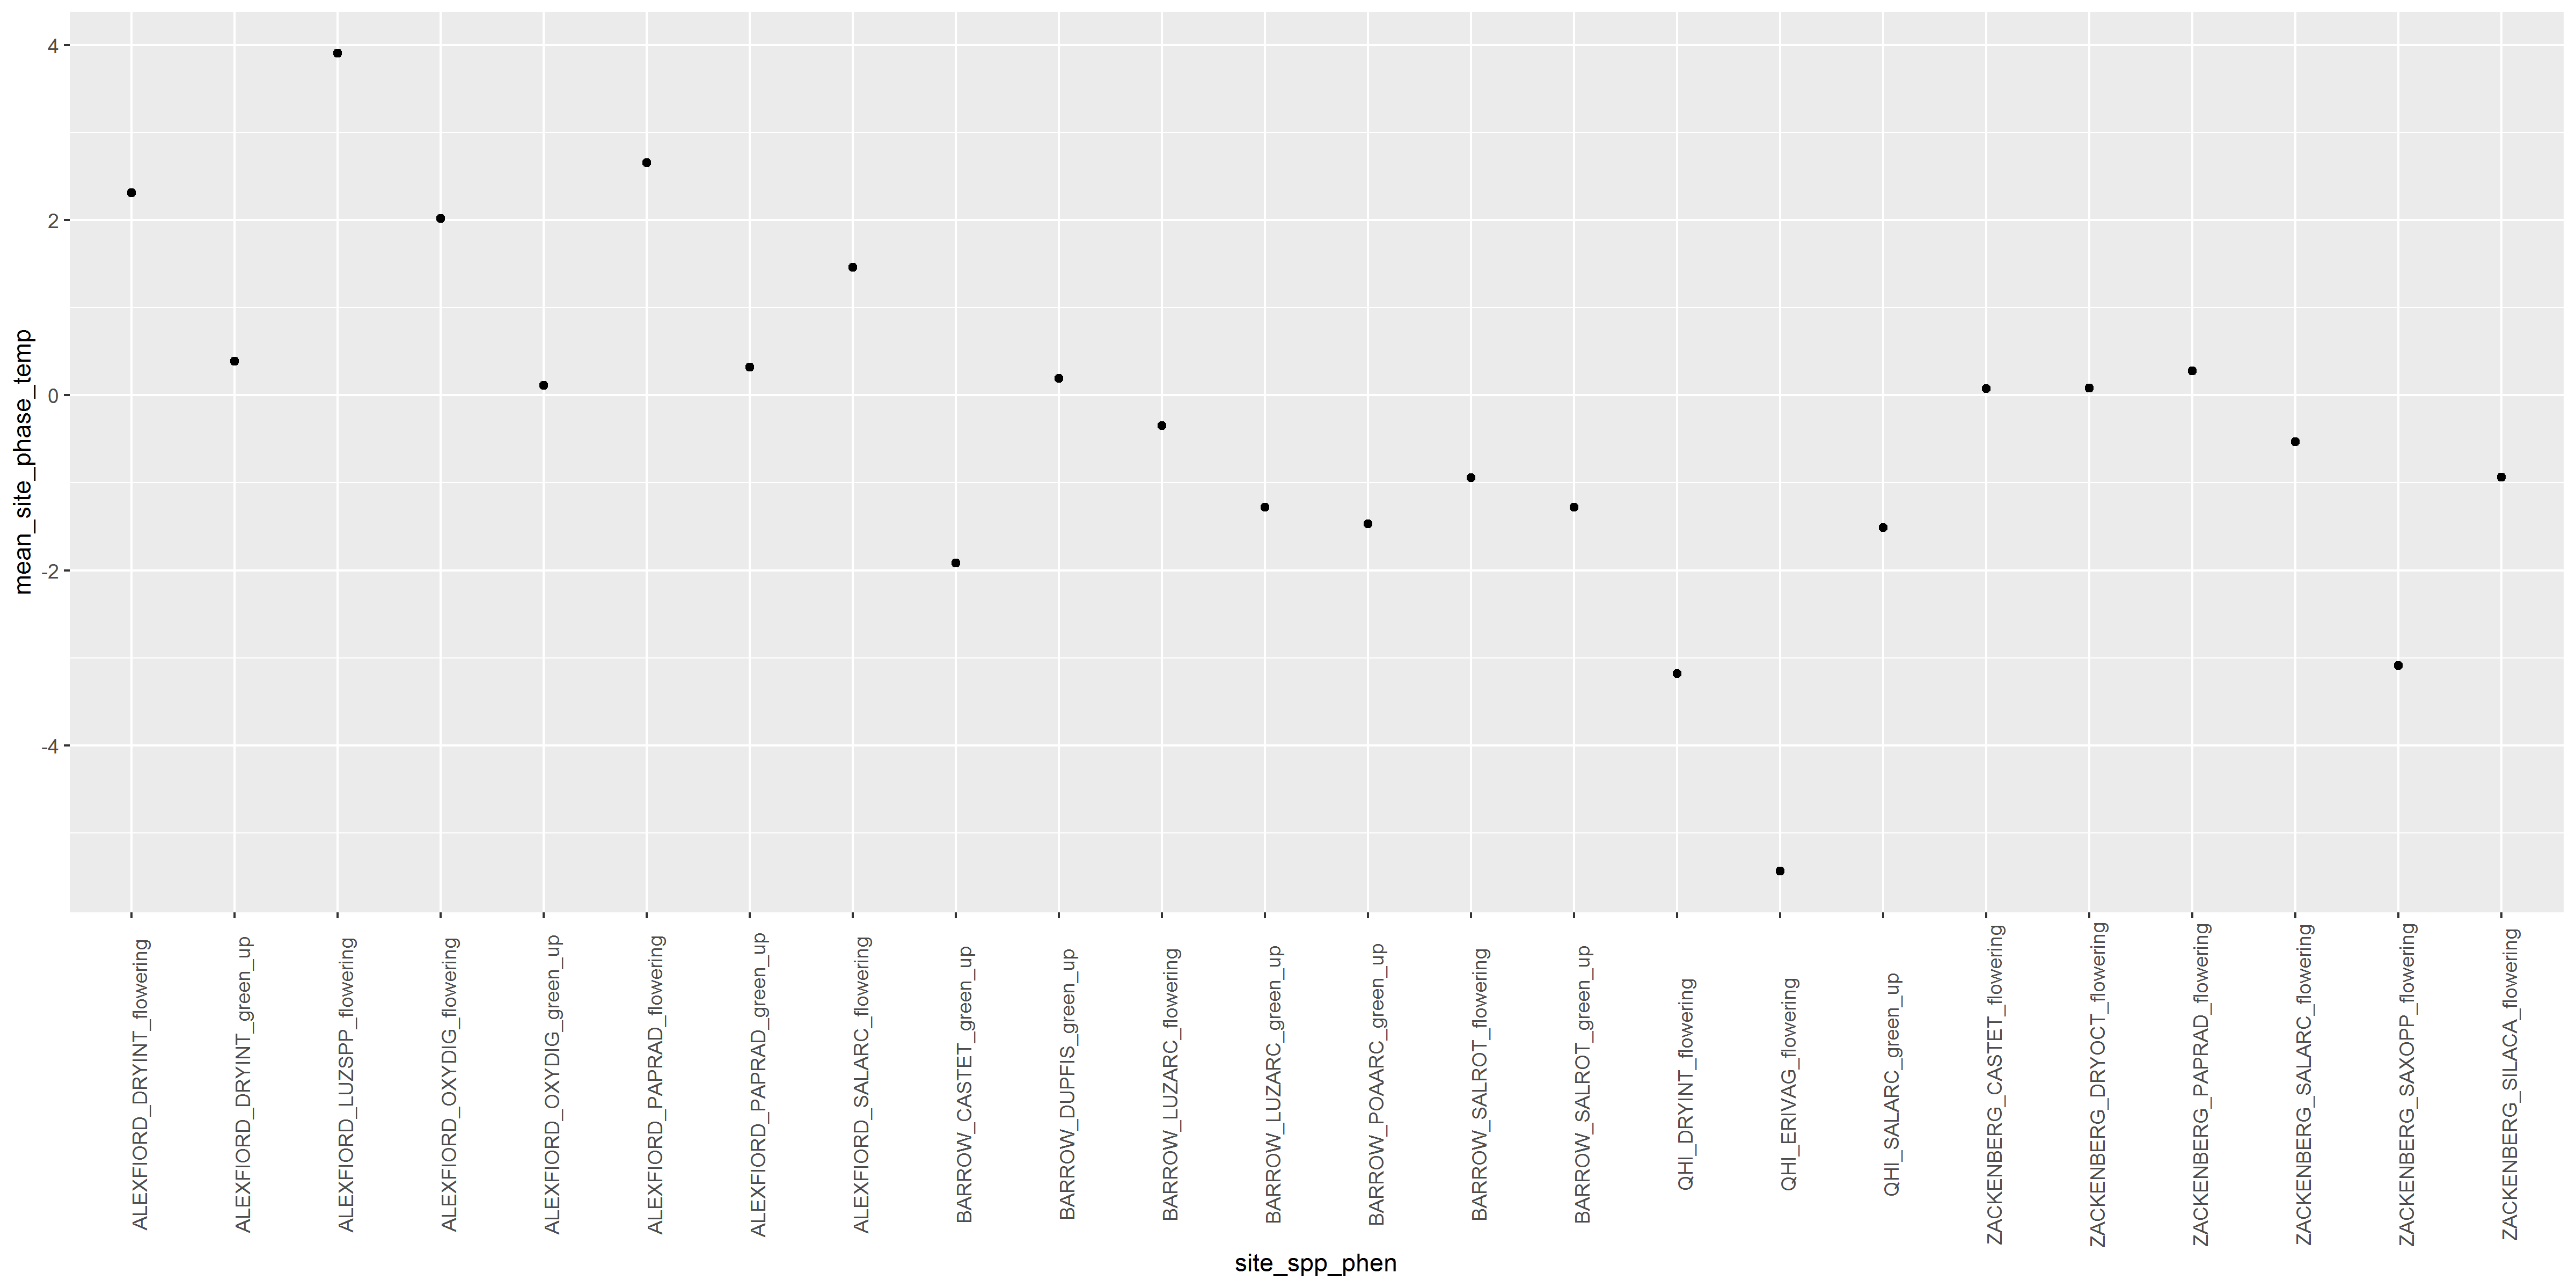 mean_site_phase_temp
4
2
0
-2
-4
ALEXFIORD_DRYINT_flowering
ALEXFIORD_DRYINT_green_up
ALEXFIORD_LUZSPP_flowering
ALEXFIORD_OXYDIG_flowering
ALEXFIORD_OXYDIG_green_up
ALEXFIORD_PAPRAD_flowering
ALEXFIORD_PAPRAD_green_up
ALEXFIORD_SALARC_flowering
BARROW_CASTET_green_up
BARROW_DUPFIS_green_up
BARROW_LUZARC_flowering
BARROW_LUZARC_green_up
BARROW_POAARC_green_up
BARROW_SALROT_flowering
BARROW_SALROT_green_up
QHI_DRYINT_flowering
QHI_ERIVAG_flowering
QHI_SALARC_green_up
ZACKENBERG_CASTET_flowering
ZACKENBERG_DRYOCT_flowering
ZACKENBERG_PAPRAD_flowering
ZACKENBERG_SALARC_flowering
ZACKENBERG_SAXOPP_flowering
ZACKENBERG_SILACA_flowering
site_spp_phen